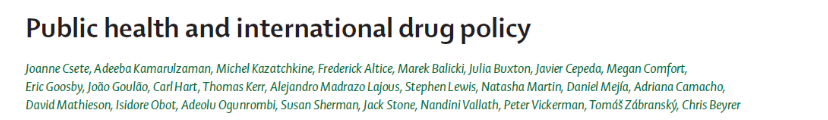 Public health and international drug policy
Joanne Csete, Adeeba Kamarulzaman, Michel Kazatchkine, Frederick Altice, Marek Balicki, Julia Buxton, Javier Cepeda, Megan Comfort,
Eric Goosby, João Goulão, Carl Hart, Thomas Kerr, Alejandro Madrazo Lajous, Stephen Lewis, Natasha Martin, Daniel Mejía, Adriana Camacho,
David Mathieson, Isidore Obot, Adeolu Ogunrombi, Susan Sherman, Jack Stone, Nandini Vallath, Peter Vickerman, Tomáš Zábranský, Chris Beyrer